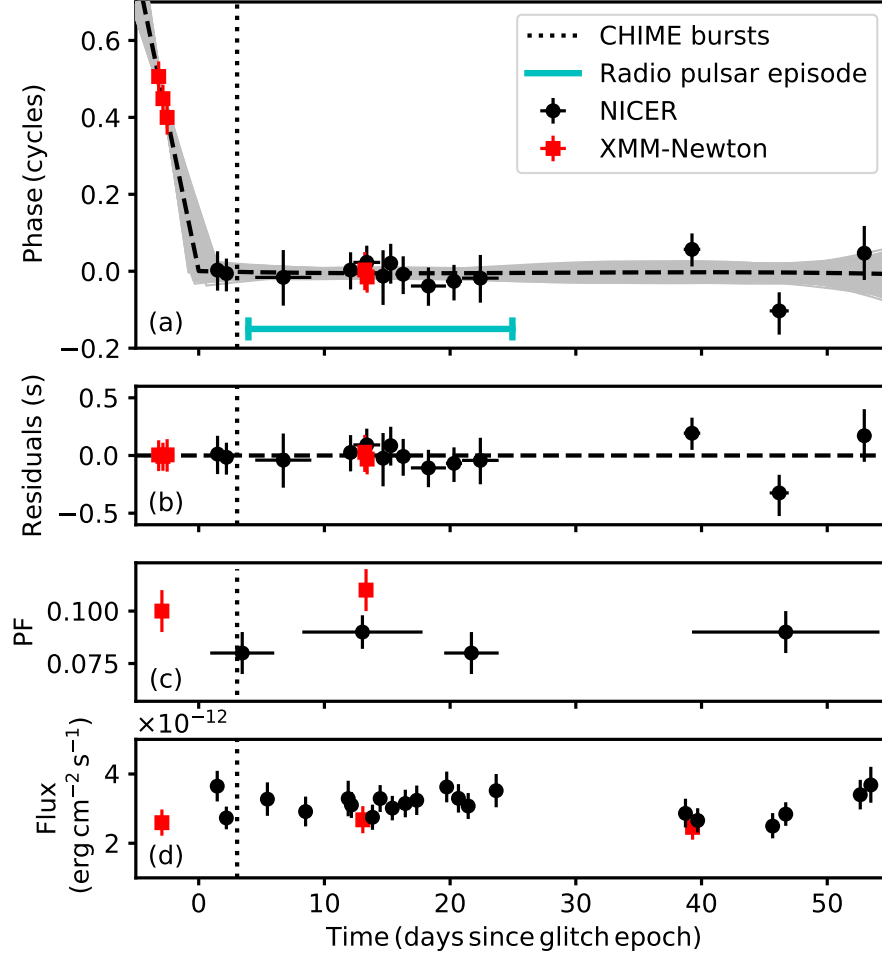 0.6
0.4
0.2
0.0
−0.2
Phase (cycles)
(a)
CHIME bursts
Radio pulsar episode
NICER
XMM-Newton
0.5
0.0
−0.5
Residuals (s)
(b)
0.100
0.075
PF
(c)
×10⁻¹²
4
2
Flux
(erg cm⁻² s⁻¹)
(d)
0 10 20 30 40 50
Time (days since glitch epoch)